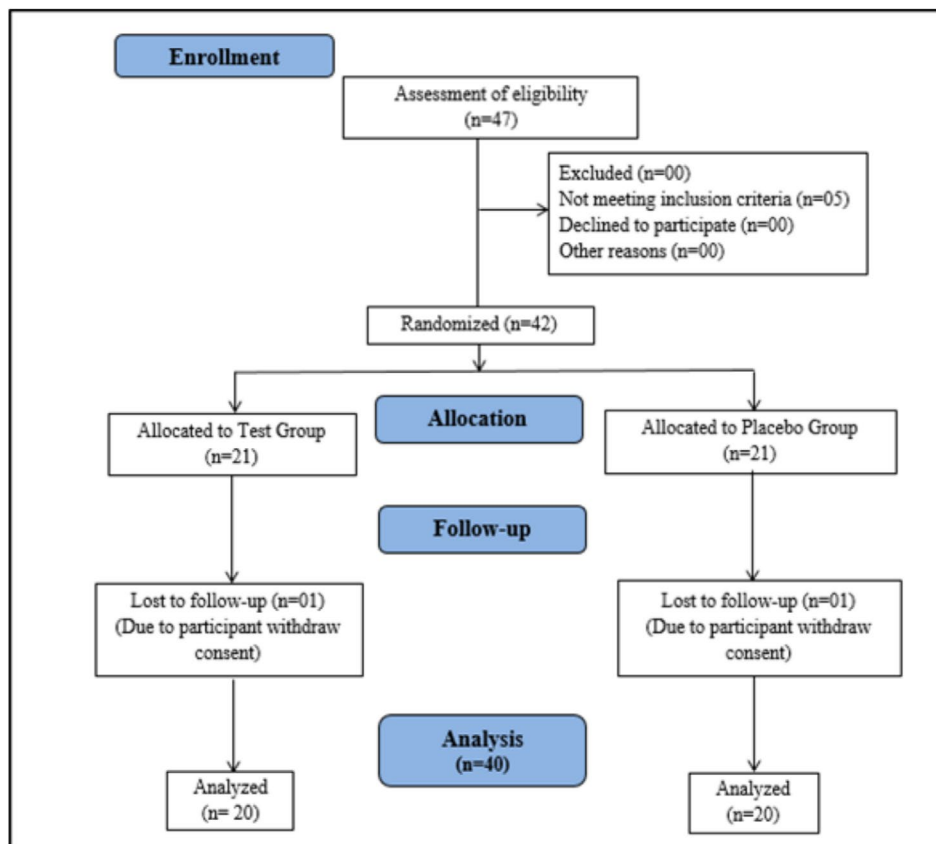 Enrollment
Assessment of eligibility
(n=47)
Excluded (n=00)
Not meeting inclusion criteria (n=05)
Declined to participate (n=00)
Other reasons (n=00)
Randomized (n=42)
Allocation
Allocated to Test Group
(n=21)
Allocated to Placebo Group
(n=21)
Follow-up
Lost to follow-up (n=01)
(Due to participant withdraw
consent)
Lost to follow-up (n=01)
(Due to participant withdraw
consent)
Analysis
(n=40)
Analyzed
(n= 20)
Analyzed
(n=20)